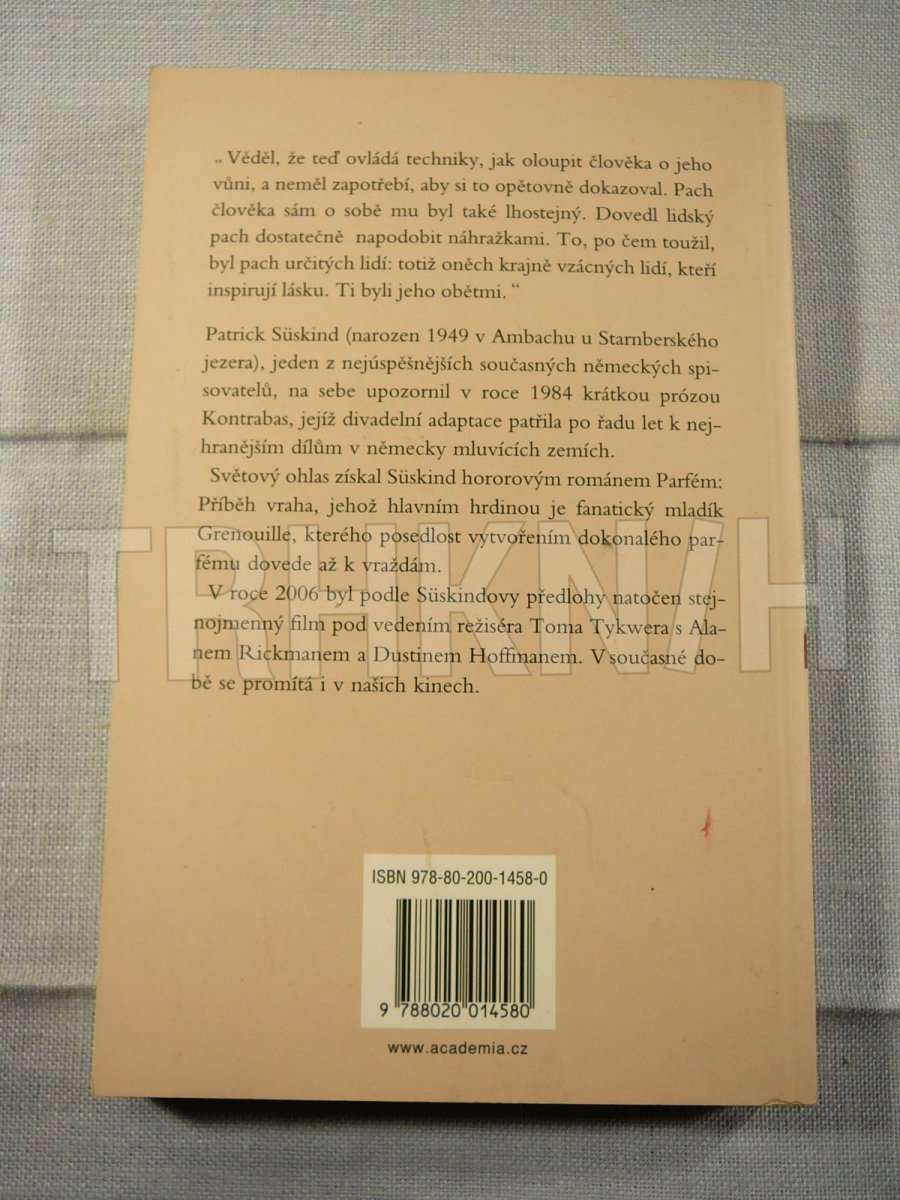 „ Věděl, že teď ovládá techniky, jak oloupit člověka o jeho
vůni, a neměl zapotřebí, aby si to opětovně dokazoval. Pach
člověka sám o sobě mu byl také lhostejný. Dovedl lidský
pach dostatečně napodobit náhražkami. To, po čem toužil,
byl pach určitých lidí: totiž oněch krajně vzácných lidí, kteří
inspirují lásku. Ti byli jeho obětmi. “
Patrick Süskind (narozen 1949 v Ambachu u Starnberského
jezera), jeden z nejúspěšnějších současných německých spi-
sovatelů, na sebe upozornil v roce 1984 krátkou prózou
Kontrabas, jejíž divadelní adaptace patřila po řadu let k nej-
hranějším dílům v německy mluvících zemích.
Světový ohlas získal Süskind hororovým románem Parfém:
Příběh vraha, jehož hlavním hrdinou je fanatický mladík
Grenouille, kterého posedlost vytvořením dokonalého par-
fému dovede až k vraždám.
V roce 2006 byl podle Süskindovy předlohy natočen stej-
nojmenný film pod vedením režiséra Toma Tykwera s Ala-
nem Rickmanem a Dustinem Hoffmanem. V současné do-
bě se promítá i v našich kinech.
TRHKNIH
ISBN 978-80-200-1458-0
9 788020 014580
www.academia.cz